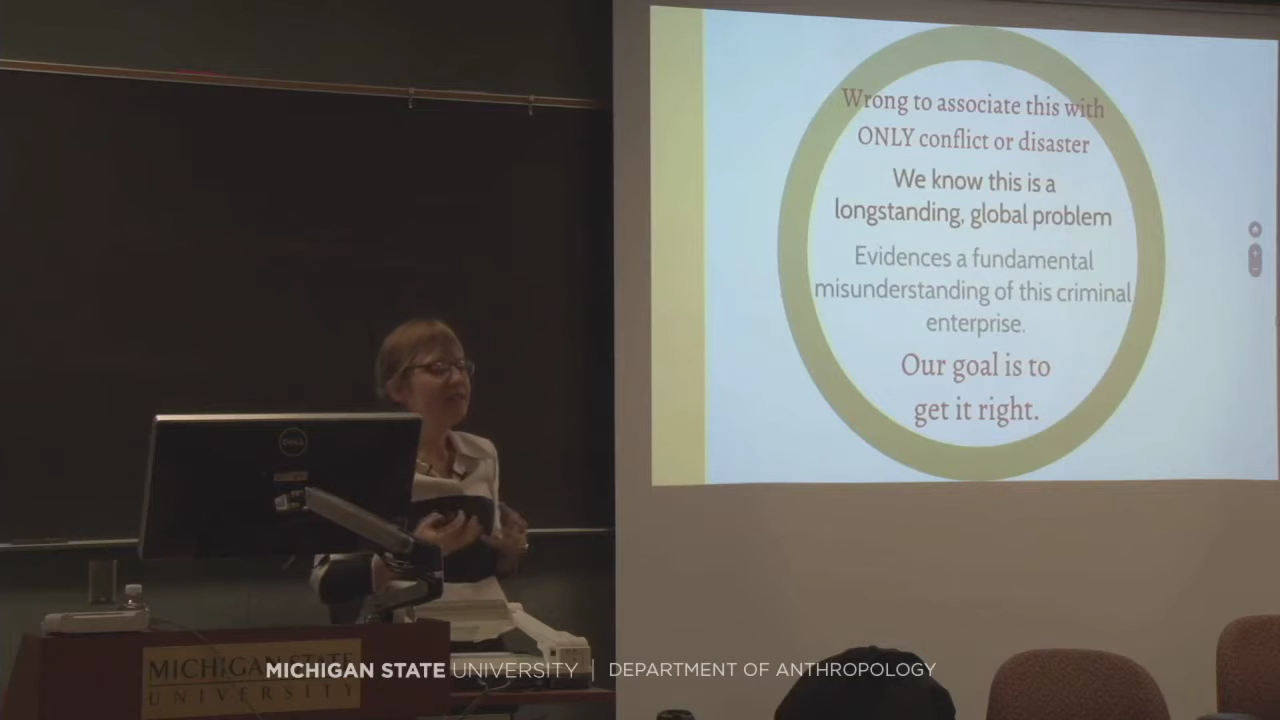 Wrong to associate this with
ONLY conflict or disaster
We know this is a
longstanding, global problem
Evidences a fundamental
misunderstanding of this criminal
enterprise.
Our goal is to
get it right.
DELL
MICHIGAN STATE
UNIVERSITY
MICHIGAN STATE UNIVERSITY | DEPARTMENT OF ANTHROPOLOGY